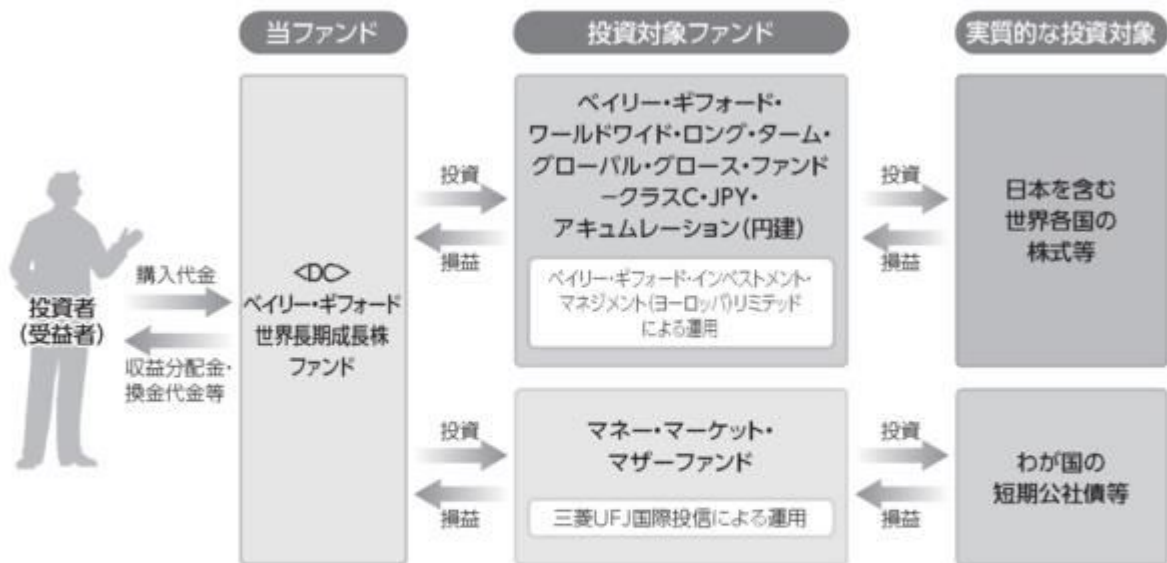 当ファンド
投資対象ファンド
実質的な投資対象
投資者
(受益者)
購入代金
収益分配金・
換金代金等
<DC>
ベイリー・ギフォード
世界長期成長株
ファンド
投資
損益
ベイリー・ギフォード・
ワールドワイド・ロング・ターム・
グローバル・グロース・ファンド
－クラスC・JPY・
アキュムレーション(円建)
ベイリー・ギフォード・インベストメント・
マネジメント(ヨーロッパ)リミテッド
による運用
投資
損益
日本を含む
世界各国の
株式等
投資
損益
マネー・マーケット・
マザーファンド
三菱UFJ国際投信による運用
投資
損益
わが国の
短期公社債等